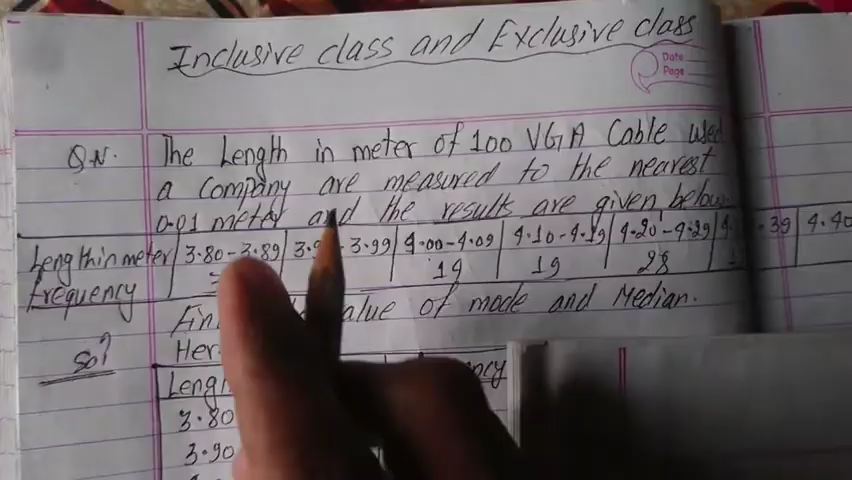 Inclusive class and Exclusive class
Date
Page
Q.N. The Length in meter of 100 VGA Cable used
a company are measured to the nearest
0.01 meter and the results are given below
Length in meter 3.80-3.89 3.99 4.00-4.09 4.10-4.19 4.20-4.29 .39 4.40
frequency 14 19 28
value of mode and Median.
Sol
3.80
3.90